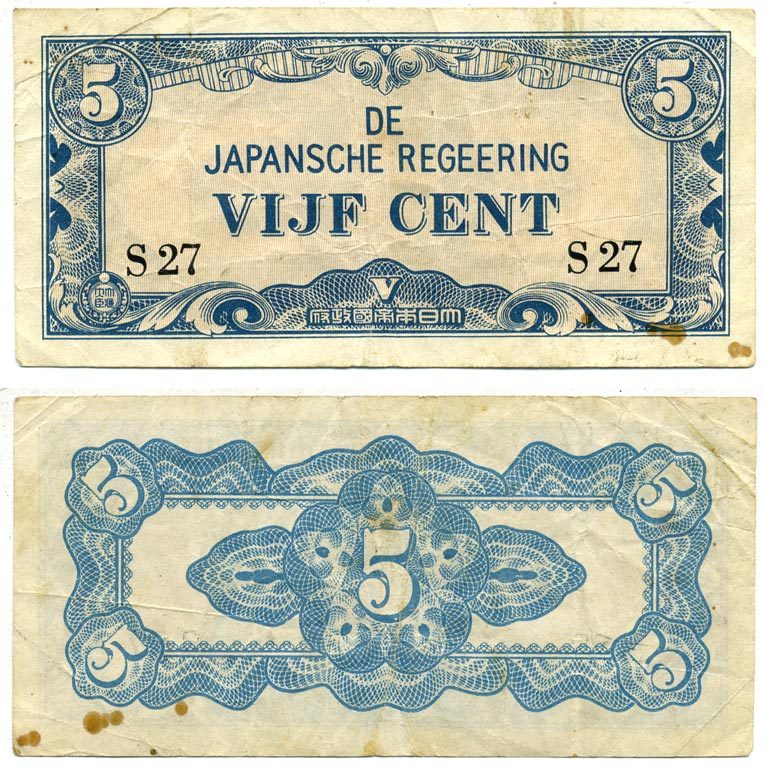 5 5
DE
JAPANSCHE REGEERING
VIJF CENT
S 27 S 27
V
府政國帝本日大
5 5
5
5 5